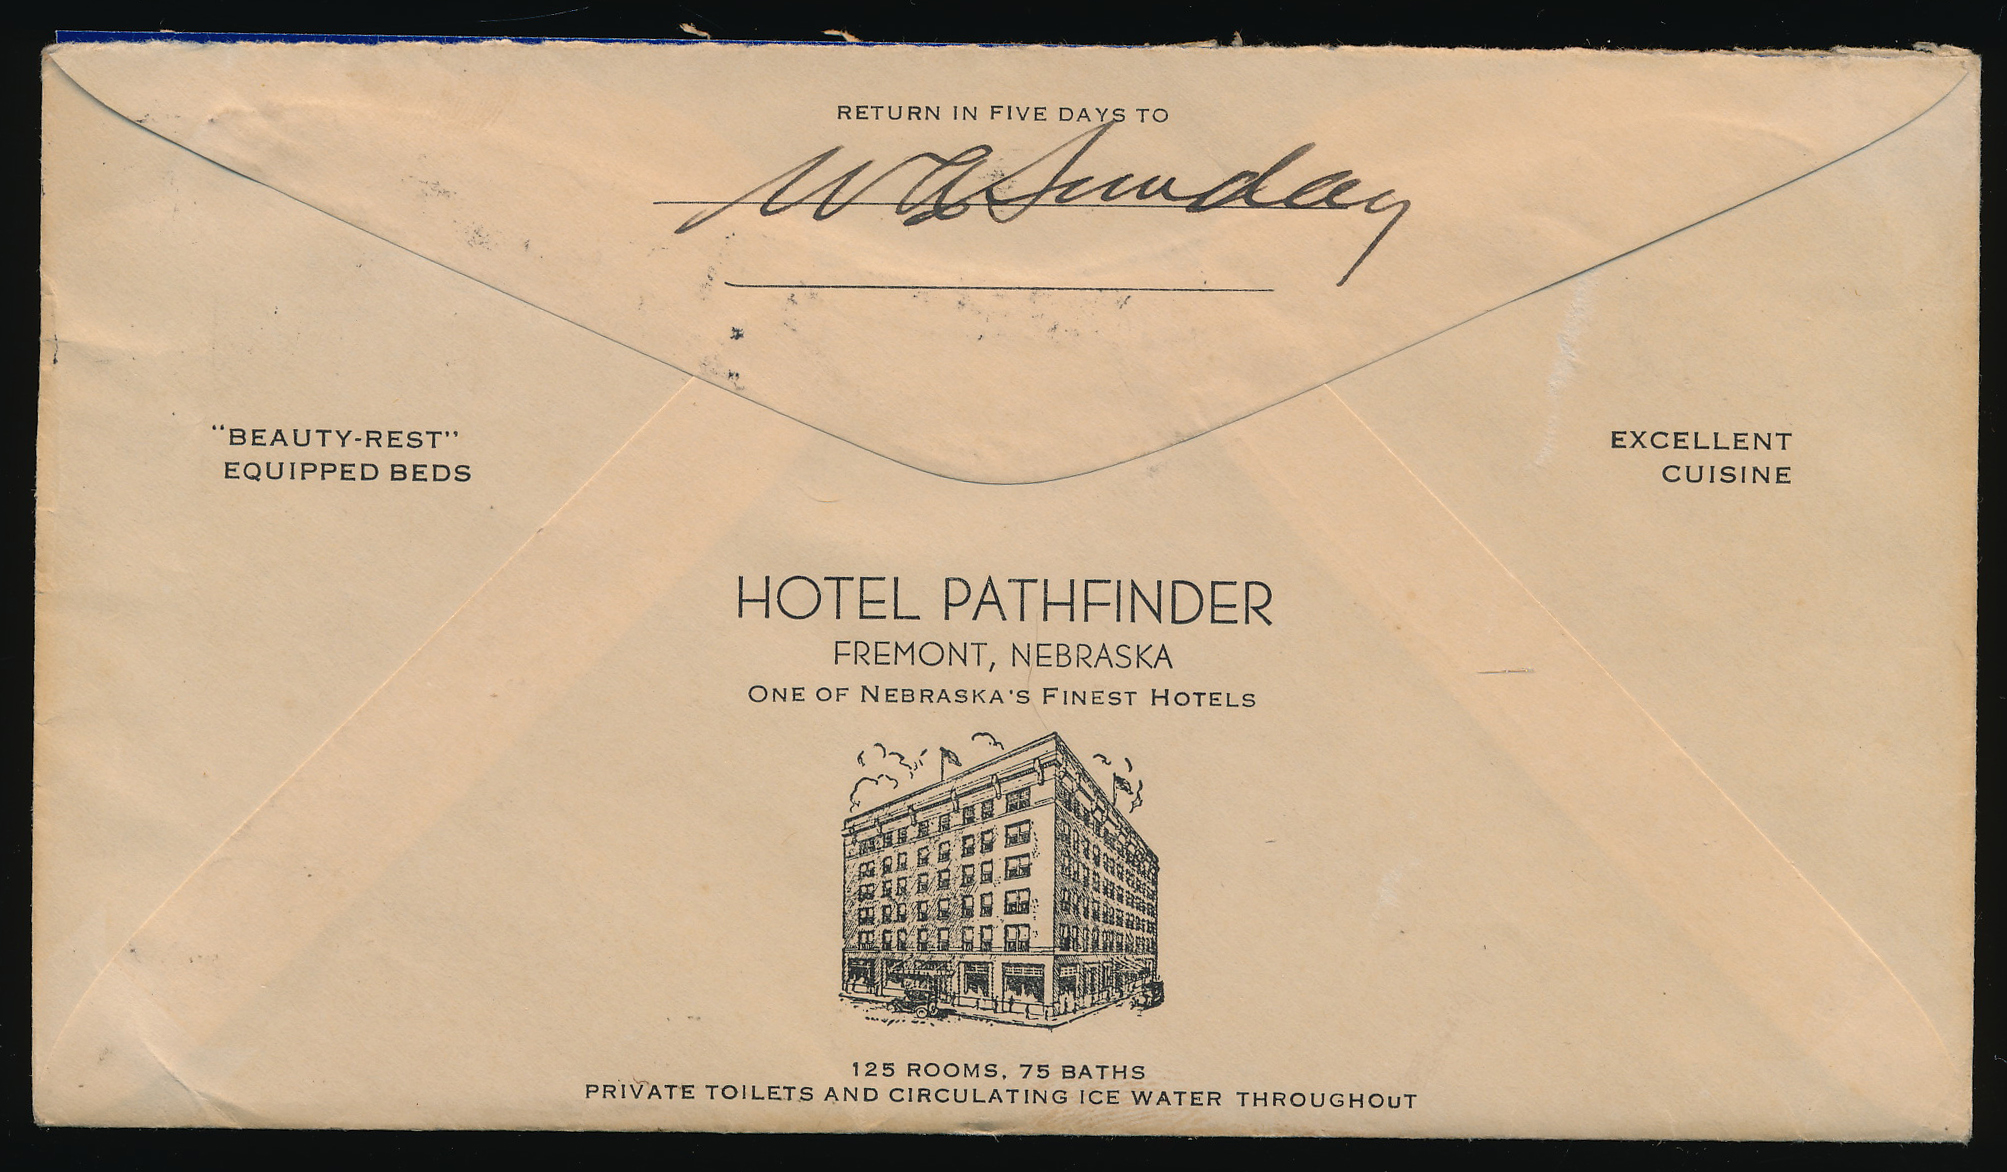 RETURN IN FIVE DAYS TO
W A Sunday
"BEAUTY-REST"
EQUIPPED BEDS
EXCELLENT
CUISINE
HOTEL PATHFINDER
FREMONT, NEBRASKA
ONE OF NEBRASKA'S FINEST HOTELS
125 ROOMS, 75 BATHS
PRIVATE TOILETS AND CIRCULATING ICE WATER THROUGHOUT